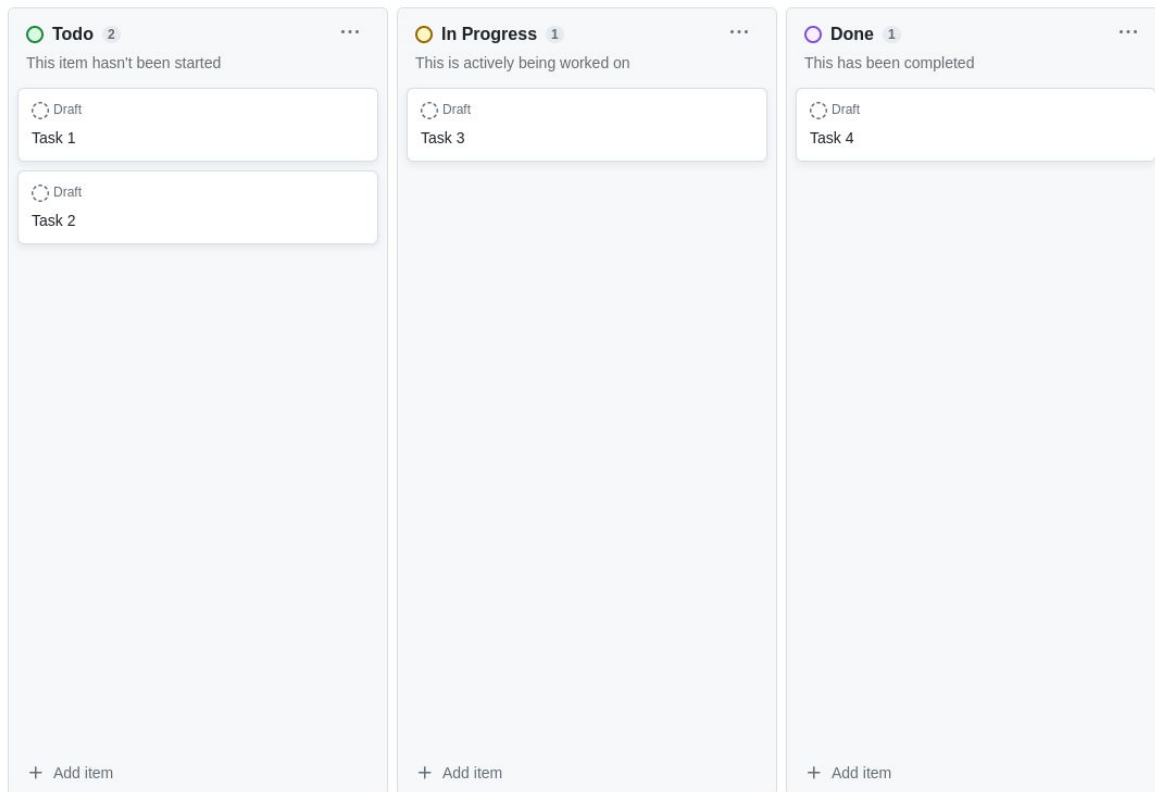 Todo 2
This item hasn't been started
Draft
Task 1
Draft
Task 2
Add item
In Progress 1
This is actively being worked on
Draft
Task 3
Add item
Done 1
This has been completed
Draft
Task 4
Add item